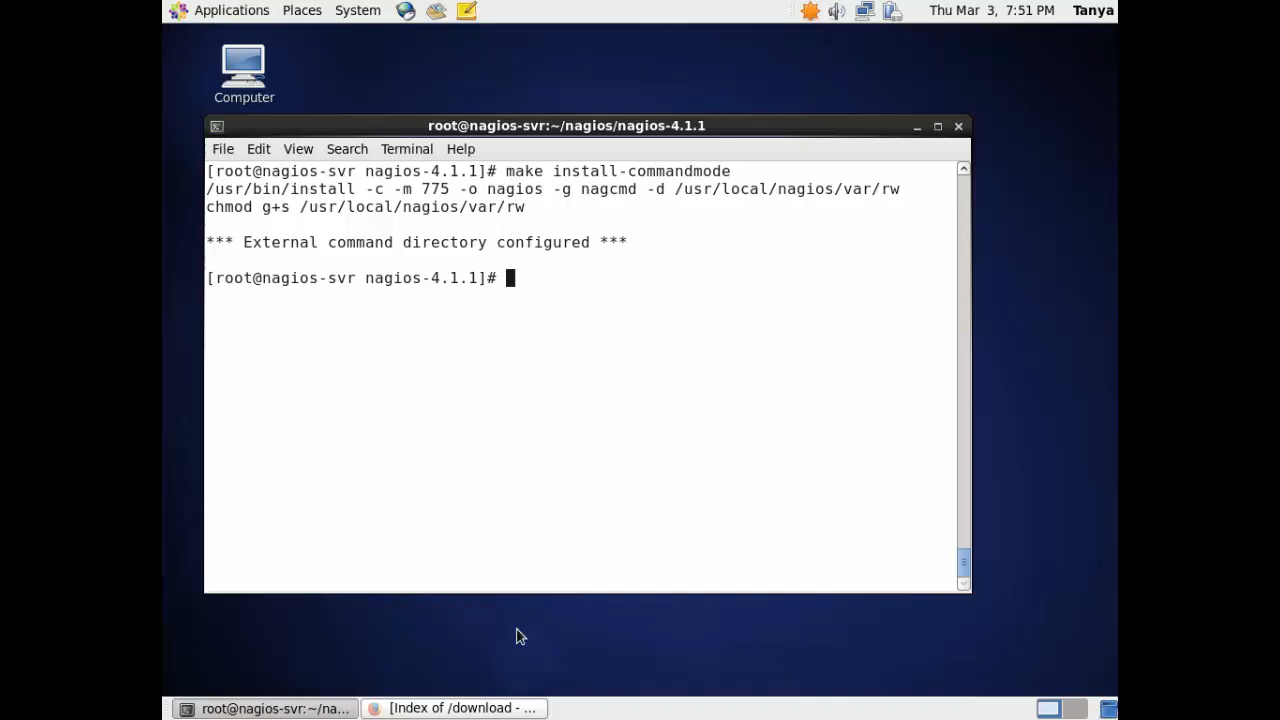 Applications Places System Thu Mar 3, 7:51 PM Tanya
Computer
root@nagios-svr:~/nagios/nagios-4.1.1
File Edit View Search Terminal Help
[root@nagios-svr nagios-4.1.1]# make install-commandmode
/usr/bin/install -c -m 775 -o nagios -g nagcmd -d /usr/local/nagios/var/rw
chmod g+s /usr/local/nagios/var/rw
*** External command directory configured ***
[root@nagios-svr nagios-4.1.1]#
root@nagios-svr:~/na... [Index of /download - ...